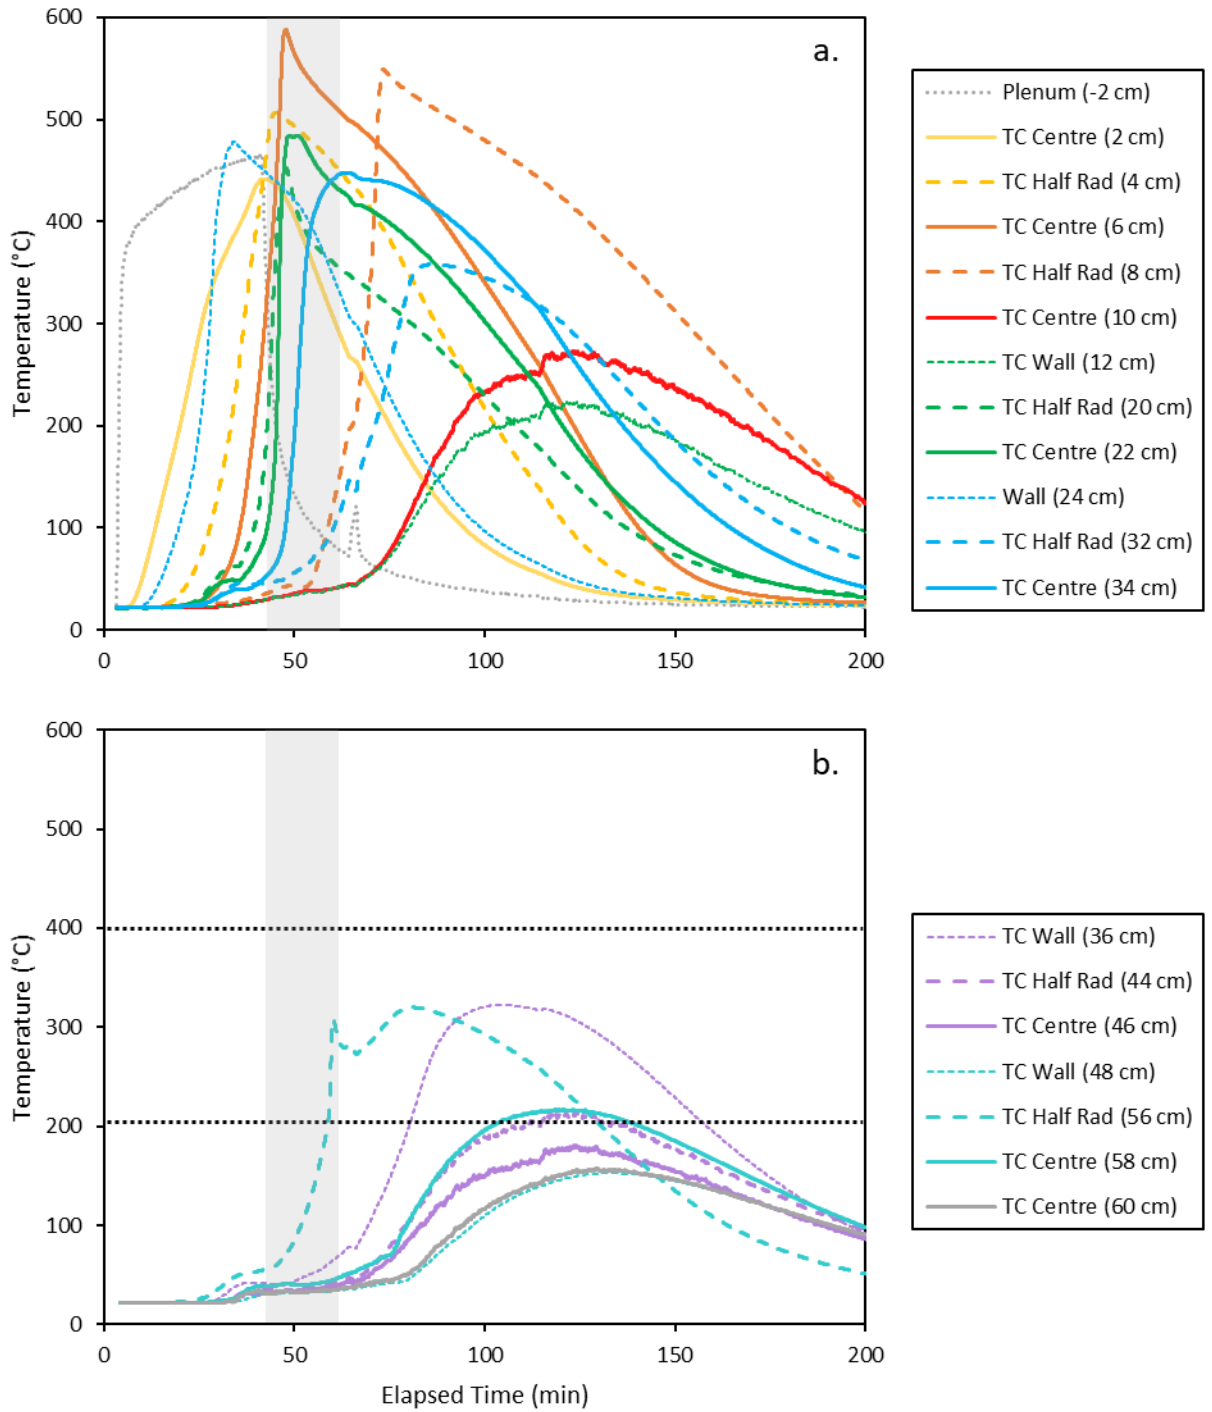 600
500
400
300
200
100
0
Temperature (°C)
a.
0 50 100 150 200
Plenum (-2 cm)
TC Centre (2 cm)
TC Half Rad (4 cm)
TC Centre (6 cm)
TC Half Rad (8 cm)
TC Centre (10 cm)
TC Wall (12 cm)
TC Half Rad (20 cm)
TC Centre (22 cm)
Wall (24 cm)
TC Half Rad (32 cm)
TC Centre (34 cm)
600
500
400
300
200
100
0
Temperature (°C)
b.
0 50 100 150 200
Elapsed Time (min)
TC Wall (36 cm)
TC Half Rad (44 cm)
TC Centre (46 cm)
TC Wall (48 cm)
TC Half Rad (56 cm)
TC Centre (58 cm)
TC Centre (60 cm)